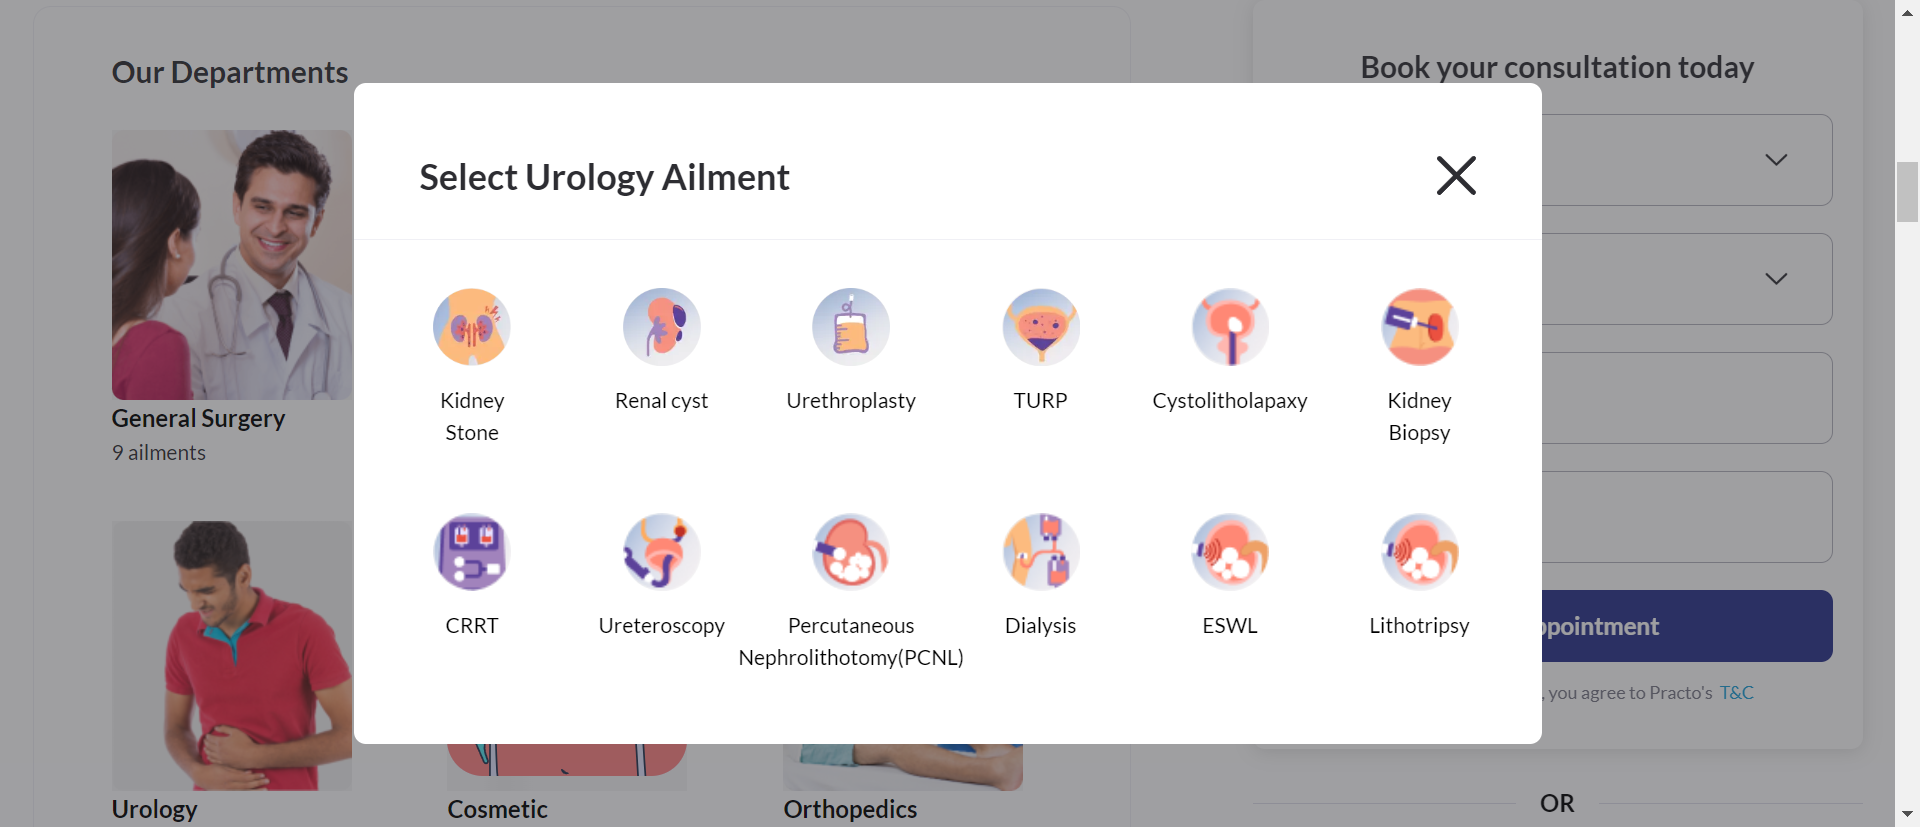 Our Departments
Book your consultation today
Select Urology Ailment
Kidney
Stone
Renal cyst
Urethroplasty
TURP
Cystolitholapaxy
Kidney
Biopsy
General Surgery
9 ailments
CRRT
Ureteroscopy
Percutaneous
Nephrolithotomy(PCNL)
Dialysis
ESWL
Lithotripsy
, you agree to Practo's T&C
OR
Urology
Cosmetic
Orthopedics